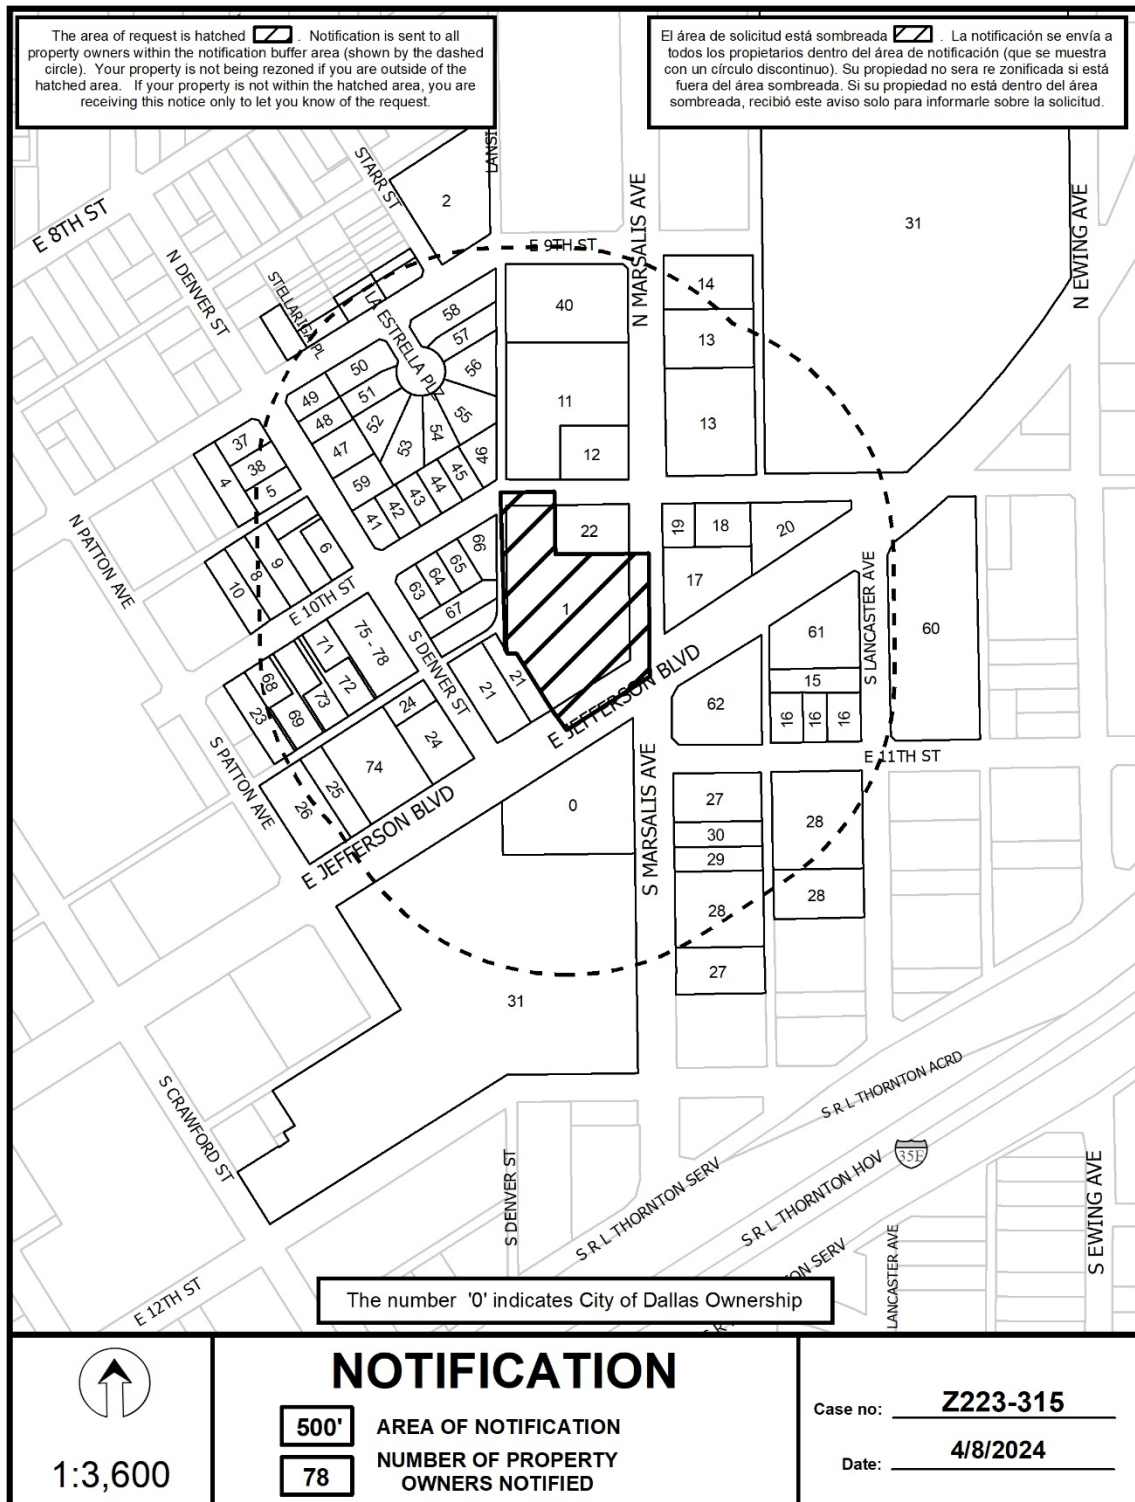 The area of request is hatched . Notification is sent to all
property owners within the notification buffer area (shown by the dashed
circle). Your property is not being rezoned if you are outside of the
hatched area. If your property is not within the hatched area, you are
receiving this notice only to let you know of the request.
El área de solicitud está sombreada . La notificación se envía a
todos los propietarios dentro del área de notificación (que se muestra
con un círculo discontinuo). Su propiedad no sera re zonificada si está
fuera del área sombreada. Si su propiedad no está dentro del área
sombreada, recibió este aviso solo para informarle sobre la solicitud.
STARR ST
2
31
E 8TH ST
N DENVER ST
E 9TH ST
N MARSALIS AVE
N EWING AVE
STELLARIGA PL
LA ESTRELLA PLZ
58
57
56
55
54
53
52
51
50
49
48
47
59
46
45
44
43
42
41
40
11
12
14
13
13
37
38
4
5
6
9
8
10
N PATTON AVE
E 10TH ST
66
65
64
63
67
22
1
19
18
20
17
S LANCASTER AVE
60
61
15
16
16
16
62
S DENVER ST
21
21
71
75 - 78
72
73
68
69
23
24
24
74
25
26
S PATTON AVE
E JEFFERSON BLVD
E JEFFERSON BLVD
E 11TH ST
0
S MARSALIS AVE
27
30
29
28
27
28
28
31
S CRAWFORD ST
S DENVER ST
S R L THORNTON ACRD
S R L THORNTON SERV
S R L THORNTON HOV
35E
LANCASTER AVE
S EWING AVE
E 12TH ST
The number '0' indicates City of Dallas Ownership
1:3,600
NOTIFICATION
500' AREA OF NOTIFICATION
78 NUMBER OF PROPERTY
OWNERS NOTIFIED
Case no: Z223-315
Date: 4/8/2024